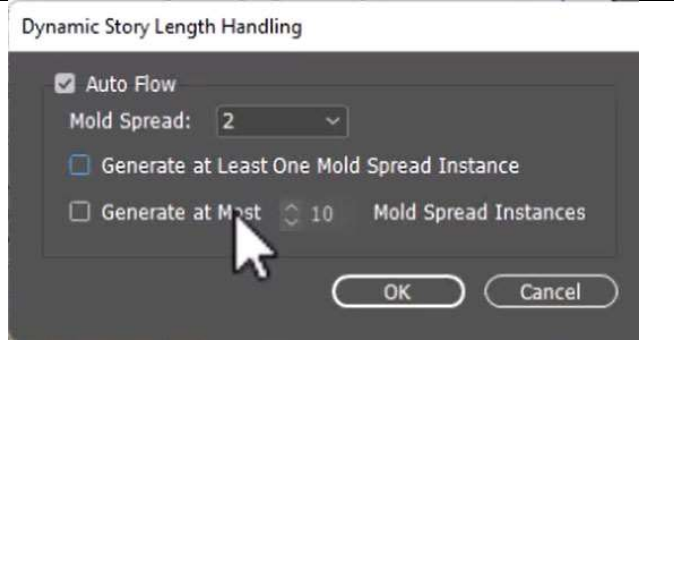 Dynamic Story Length Handling
Auto Flow
Mold Spread: 2
Generate at Least One Mold Spread Instance
Generate at Most 10 Mold Spread Instances
OK Cancel